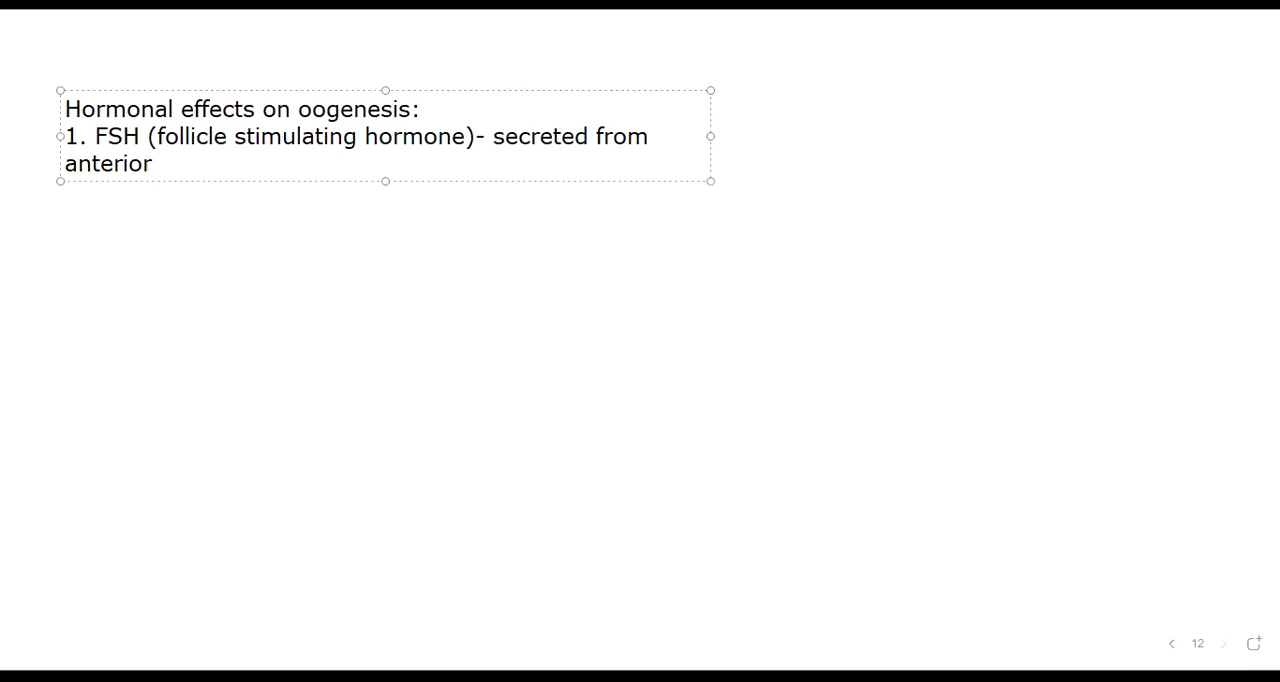 Hormonal effects on oogenesis:
1. FSH (follicle stimulating hormone)- secreted from
anterior
12